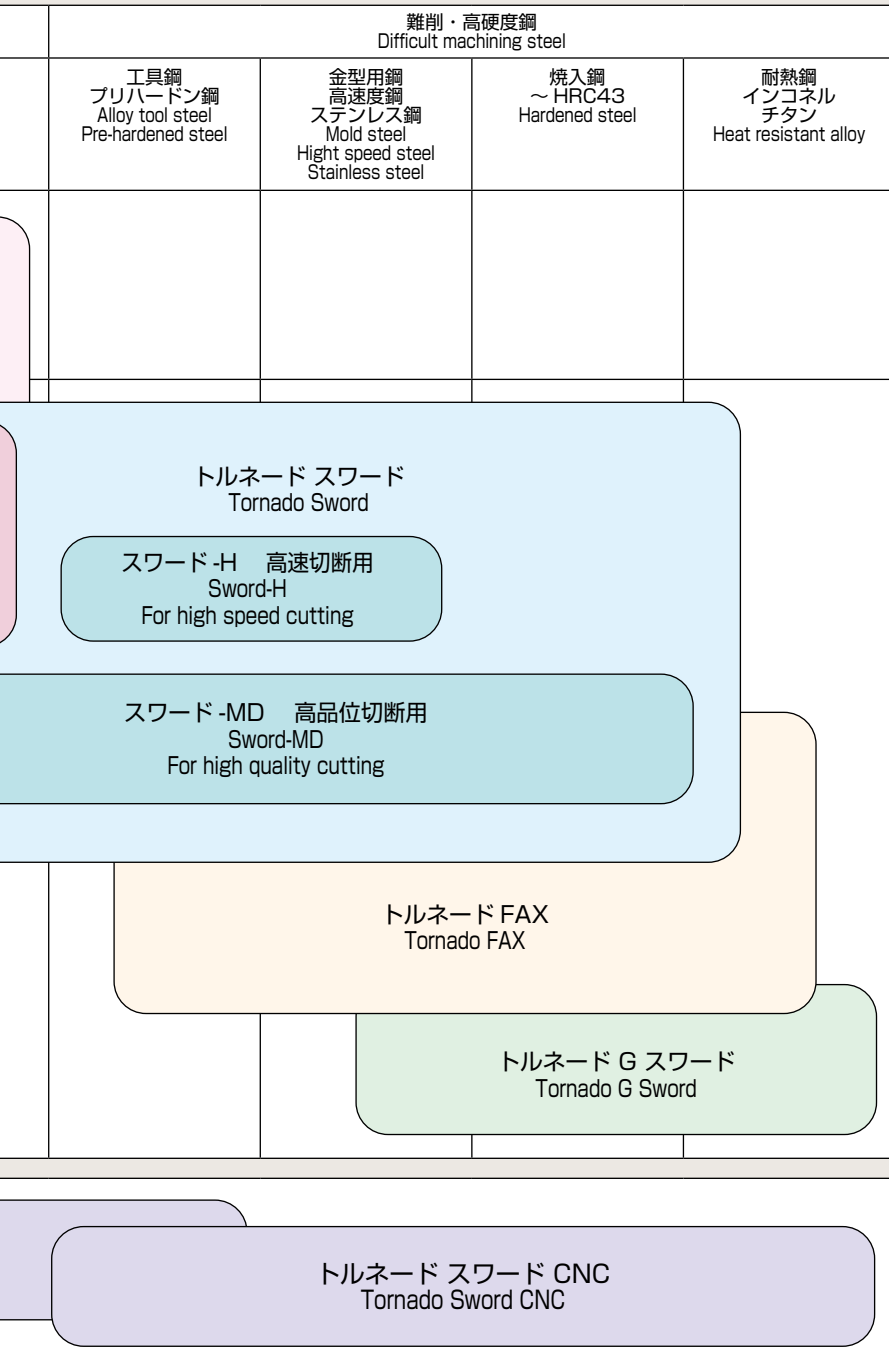 難削・高硬度鋼
Difficult machining steel
工具鋼
プリハードン鋼
Alloy tool steel
Pre-hardened steel
金型用鋼
高速度鋼
ステンレス鋼
Mold steel
Hight speed steel
Stainless steel
焼入鋼
～HRC43
Hardened steel
耐熱鋼
インコネル
チタン
Heat resistant alloy
トルネード スワード
Tornado Sword
スワード-H　高速切断用
Sword-H
For high speed cutting
スワード-MD　高品位切断用
Sword-MD
For high quality cutting
トルネードFAX
Tornado FAX
トルネード G スワード
Tornado G Sword
トルネード スワード CNC
Tornado Sword CNC